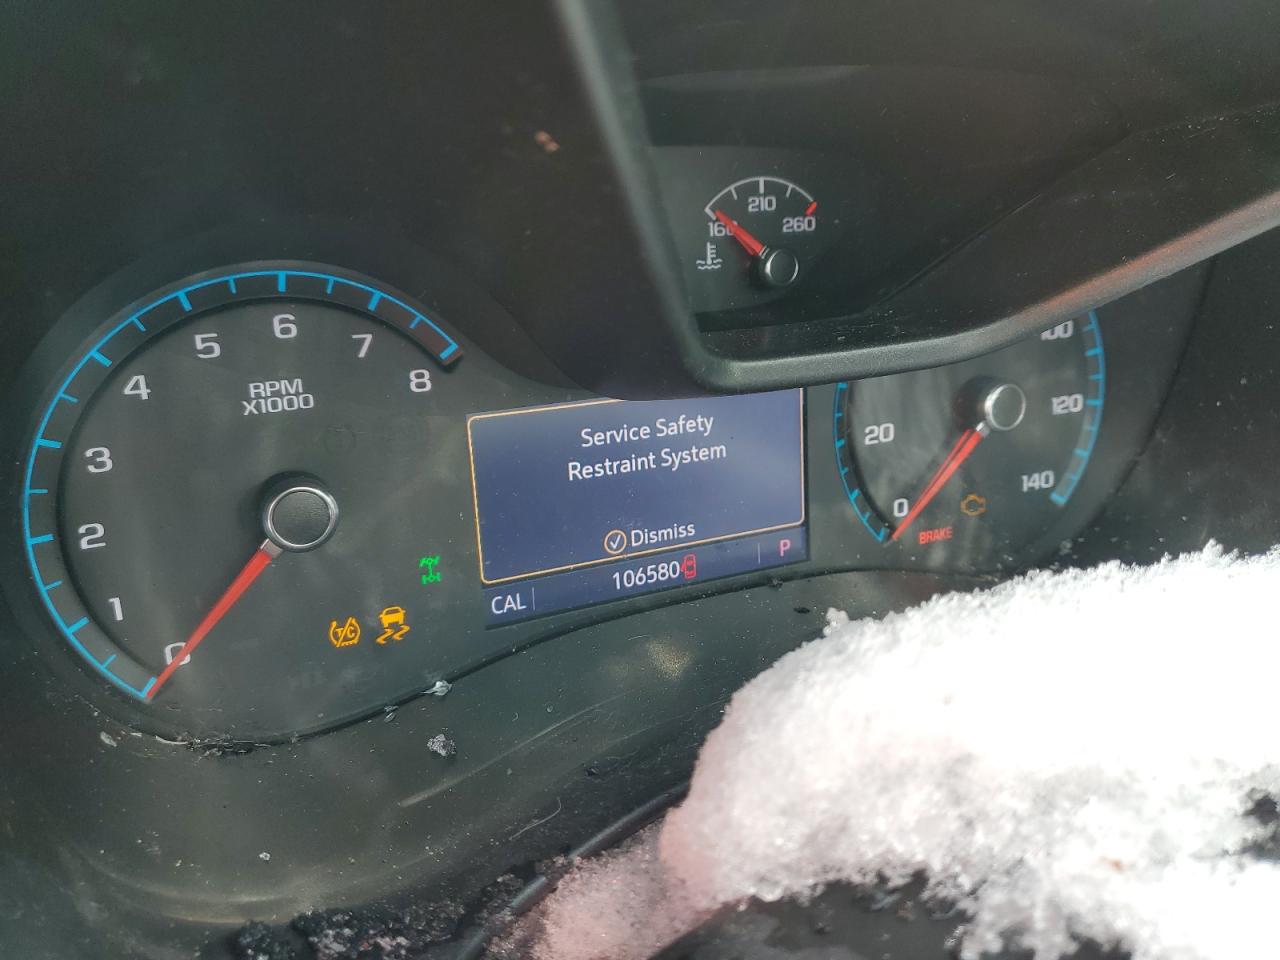 210
160
260
6
5
7
4
8
RPM
X1000
100
3
120
20
Service Safety
Restraint System
2
140
0
Dismiss
BRAKE
P
106580
CAL
1
T/C
0